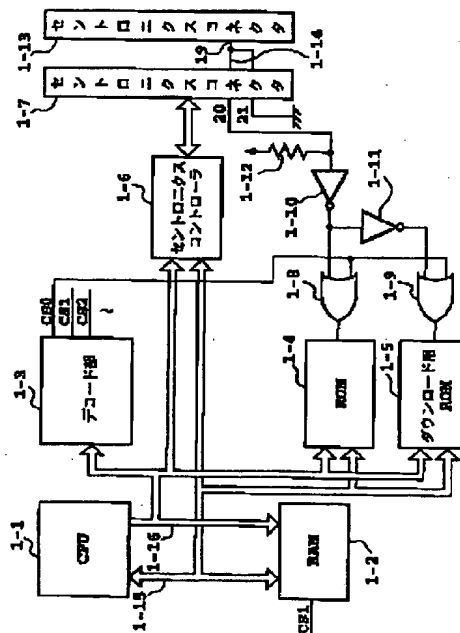 1-1
CPU
1-15
1-16
RAM
1-2
CS1
1-3
デコード部
CS0
CS1
CS2
1-4
ROM
1-5
ダウンロード用
ROM
1-6
セントロニクス
コントローラ
1-7
セントロニクスコネクタ
1-13
セントロニクスコネクタ
19
20
21
1-14
1-12
1-10
1-11
1-8
1-9